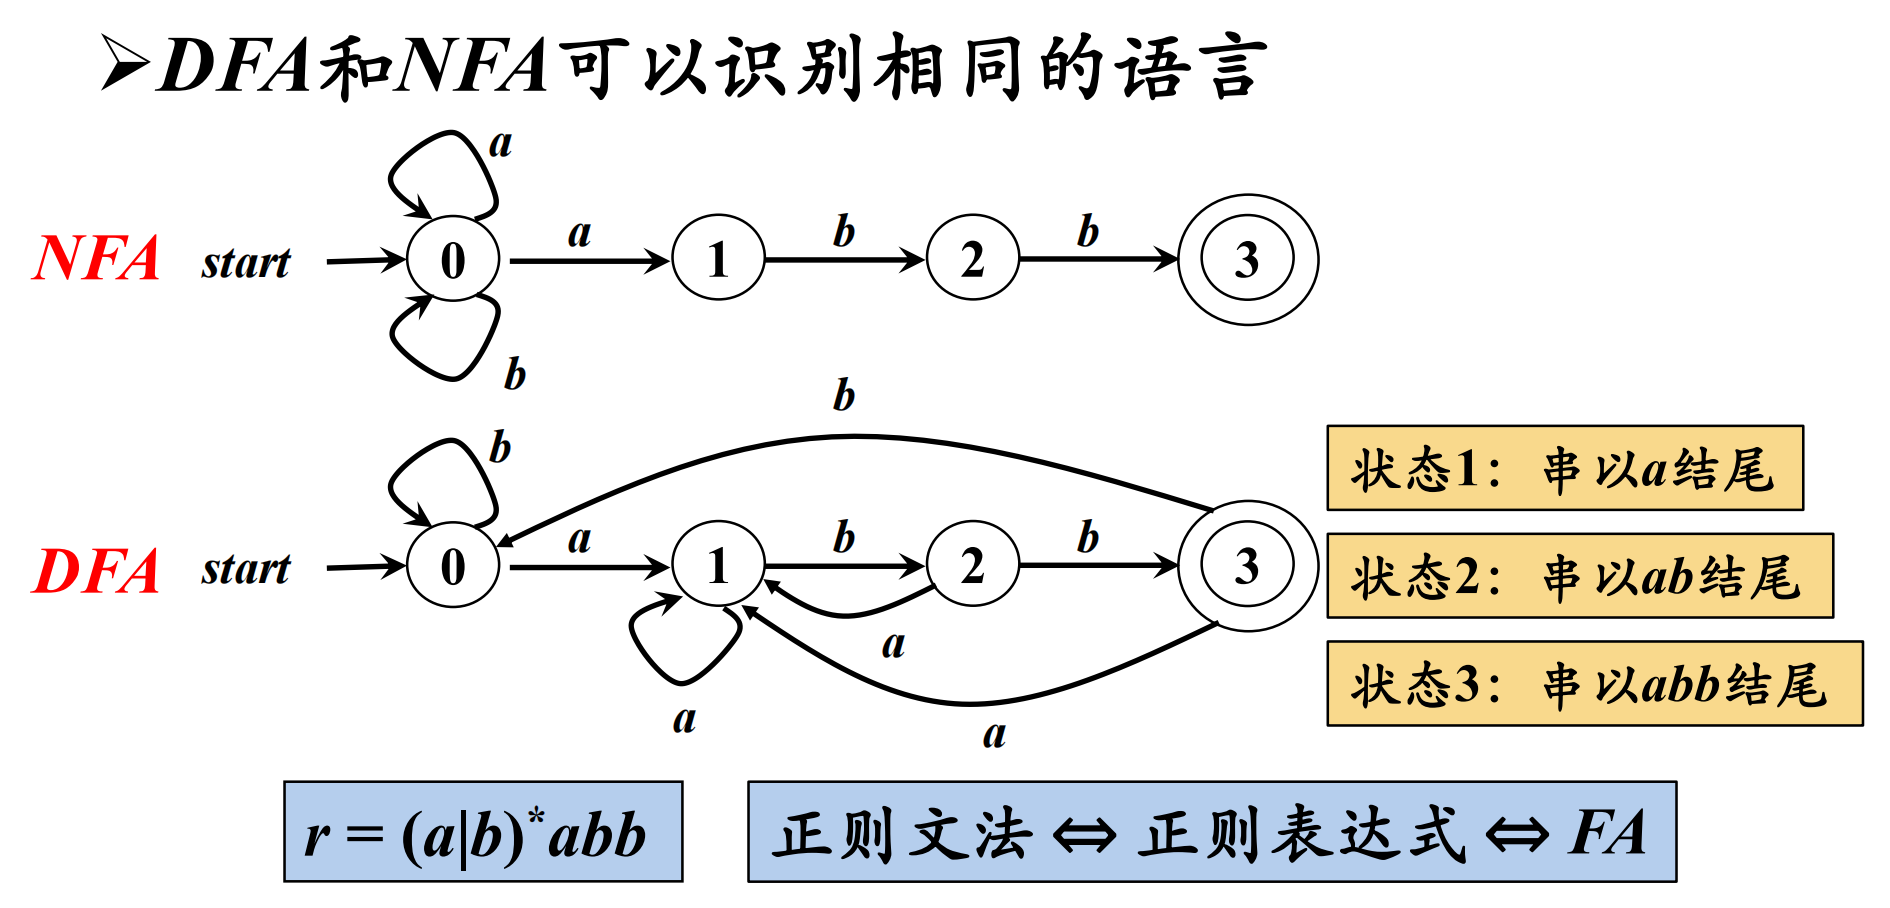 ➢DFA和NFA可以识别相同的语言
a
NFA start 0 a 1 b 2 b 3
b
b
b
DFA start 0 a 1 b 2 b 3
a
a
a
状态1： 串以a结尾
状态2： 串以ab结尾
状态3： 串以abb结尾
r = (a|b)*abb
正则文法 ⇔ 正则表达式 ⇔ FA